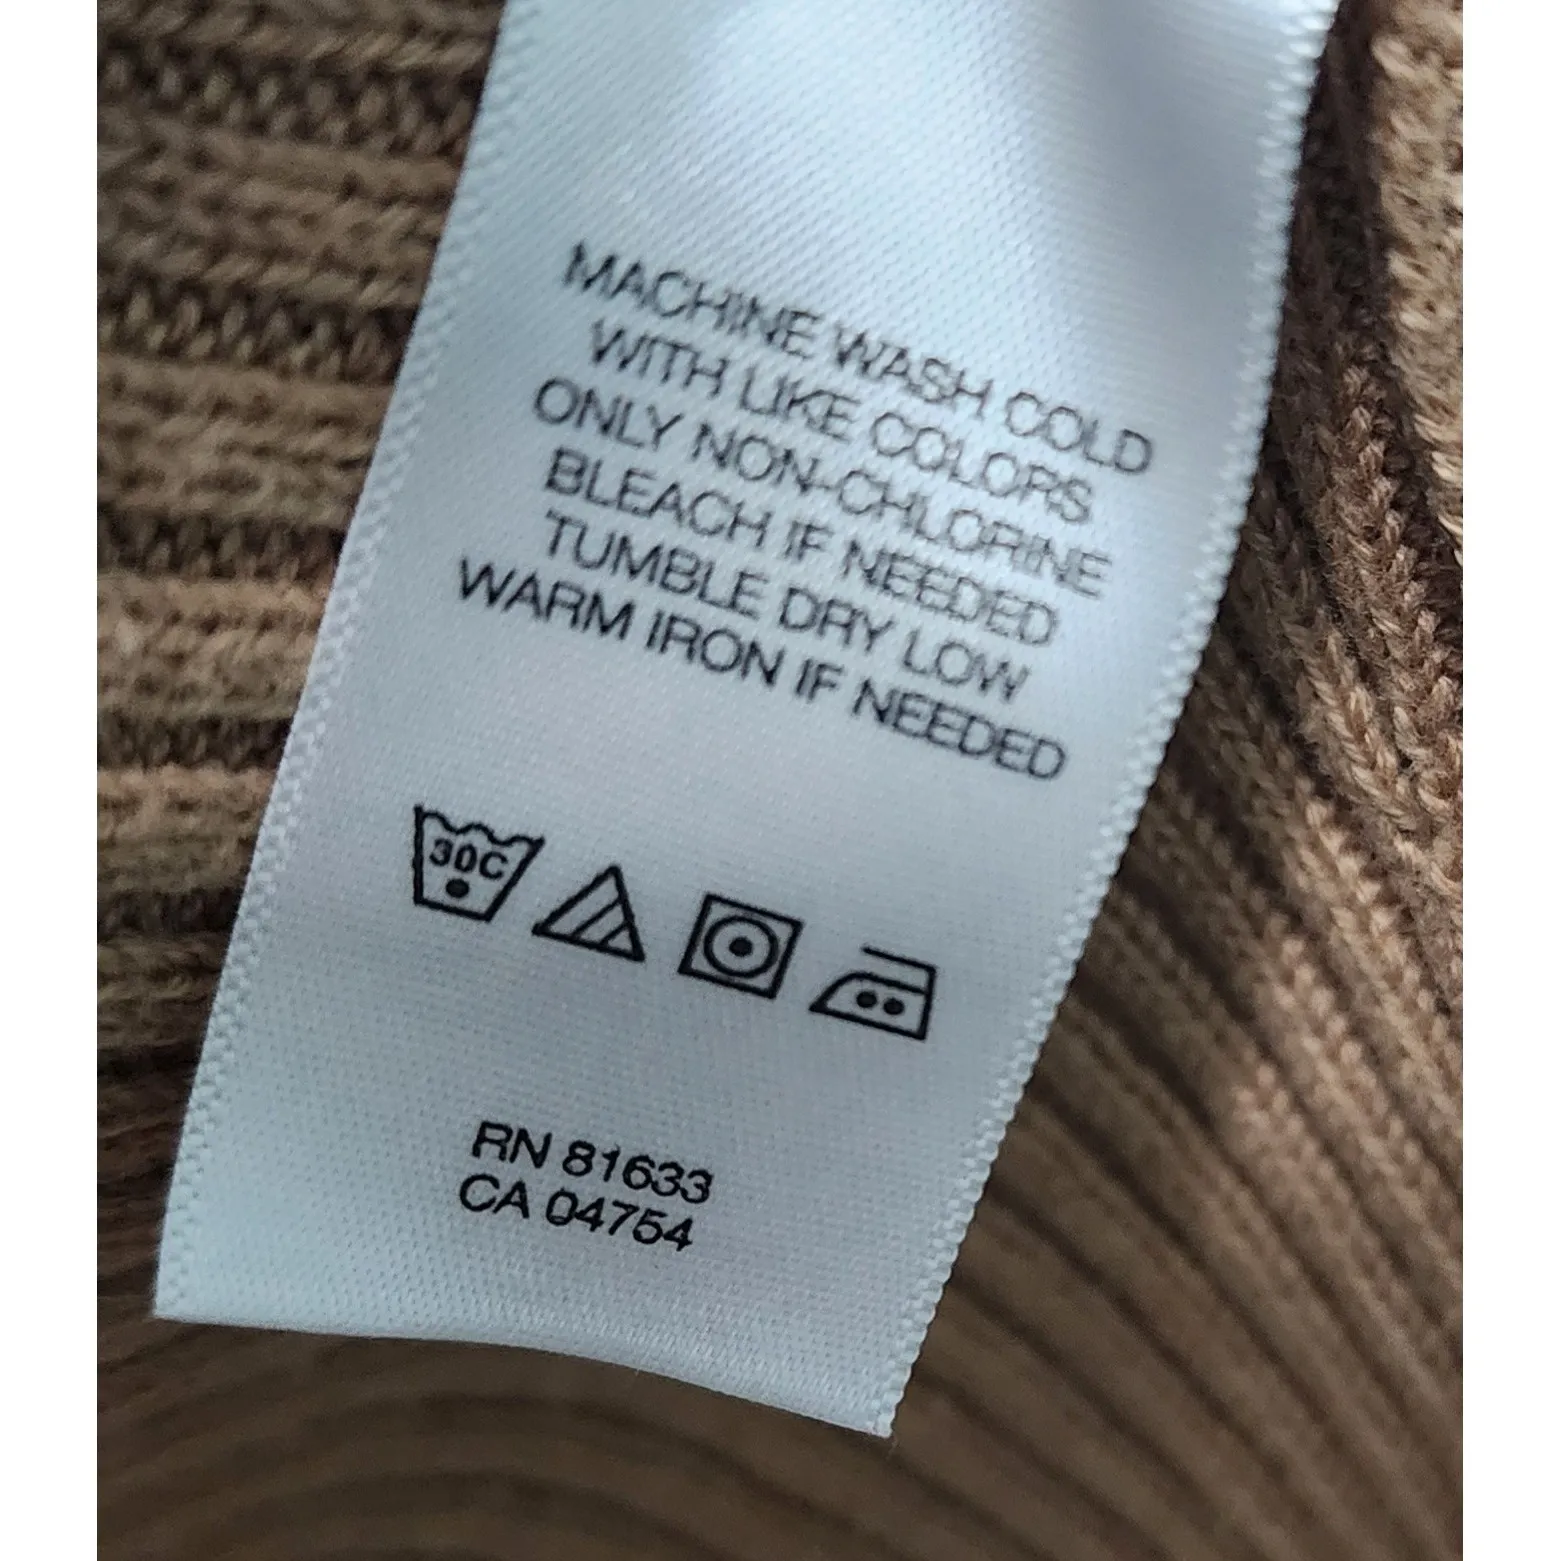 MACHINE WASH COLD
WITH LIKE COLORS
ONLY NON-CHLORINE
BLEACH IF NEEDED
TUMBLE DRY LOW
WARM IRON IF NEEDED
30C
RN 81633
CA 04754